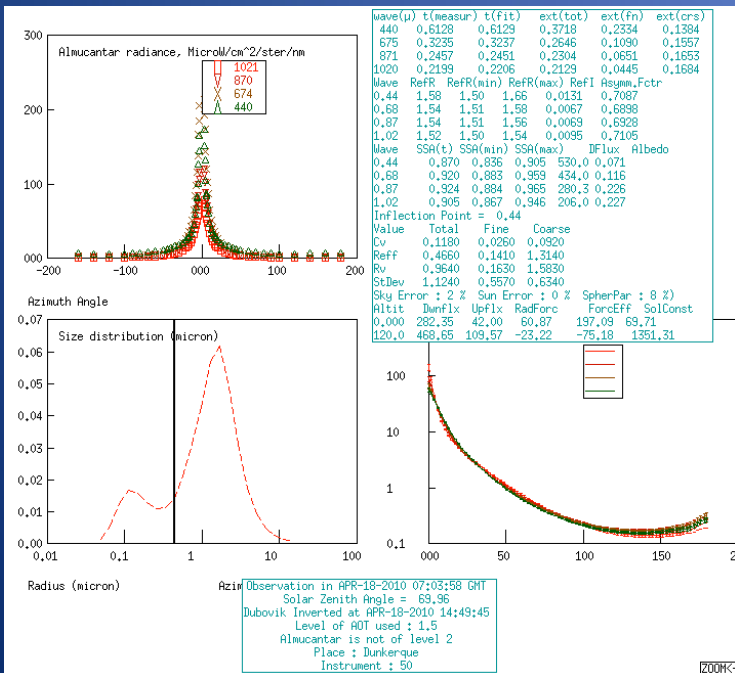 wave(μ) t(measur) t(fit) ext(tot) ext(fn) ext(crs)
440 0.6128 0.6129 0.3718 0.2334 0.1384
675 0.3235 0.3237 0.2646 0.1090 0.1557
871 0.2457 0.2451 0.2304 0.0651 0.1653
1020 0.2199 0.2206 0.2129 0.0445 0.1684
Wave RefR RefR(min) RefR(max) RefI Asymm.Fctr
0.44 1.58 1.50 1.66 0.0131 0.7087
0.68 1.54 1.51 1.58 0.0067 0.6898
0.87 1.54 1.51 1.56 0.0069 0.6928
1.02 1.52 1.50 1.54 0.0095 0.7105
Wave SSA(t) SSA(min) SSA(max) DFlux Albedo
0.44 0.870 0.836 0.905 530.0 0.071
0.68 0.920 0.883 0.959 434.0 0.116
0.87 0.924 0.884 0.965 280.3 0.226
1.02 0.905 0.867 0.946 206.0 0.227
Inflection Point = 0.44
Value Total Fine Coarse
Cv 0.1180 0.0260 0.0920
Reff 0.4660 0.1410 1.3140
Rv 0.9640 0.1630 1.5830
StDev 1.1240 0.5570 0.6340
Sky Error : 2 % Sun Error : 0 % SpherPar : 8 %)
Altit Dwnflx Upflx RadForc ForcEff SolConst
0.000 282.35 42.00 60.87 197.09 69.71
120.0 468.65 109.57 -23.22 -75.18 1351.31
300
200
100
000
Almucantar radiance, MicroW/cm^2/ster/nm
1021
870
674
440
-200 -100 000 100 200
Azimuth Angle
0.07
0.06
0.05
0.04
0.03
0.02
0.01
0.00
Size distribution (micron)
0.01 0.1 1 10 100
Radius (micron)
100
10
1
0.1
000 50 100 150 2
Azim
Observation in APR-18-2010 07:03:58 GMT
Solar Zenith Angle = 69.96
Dubovik Inverted at APR-18-2010 14:49:45
Level of AOT used : 1.5
Almucantar is not of level 2
Place : Dunkerque
Instrument : 50
ZOOM<-